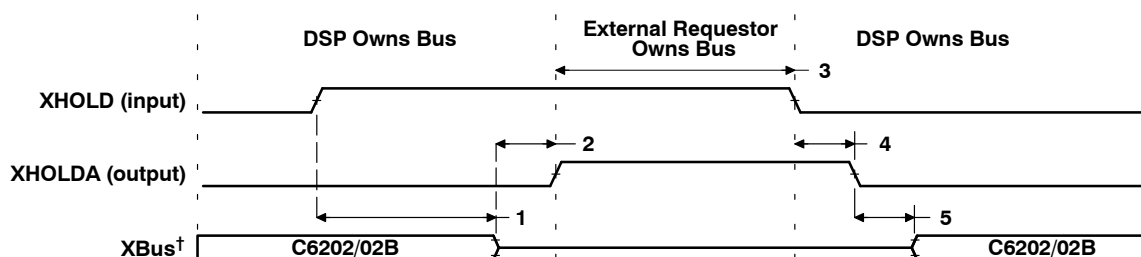 DSP Owns Bus
External Requestor
Owns Bus
DSP Owns Bus
3
XHOLD (input)
2
4
XHOLDA (output)
1
5
XBus†
C6202/02B
C6202/02B